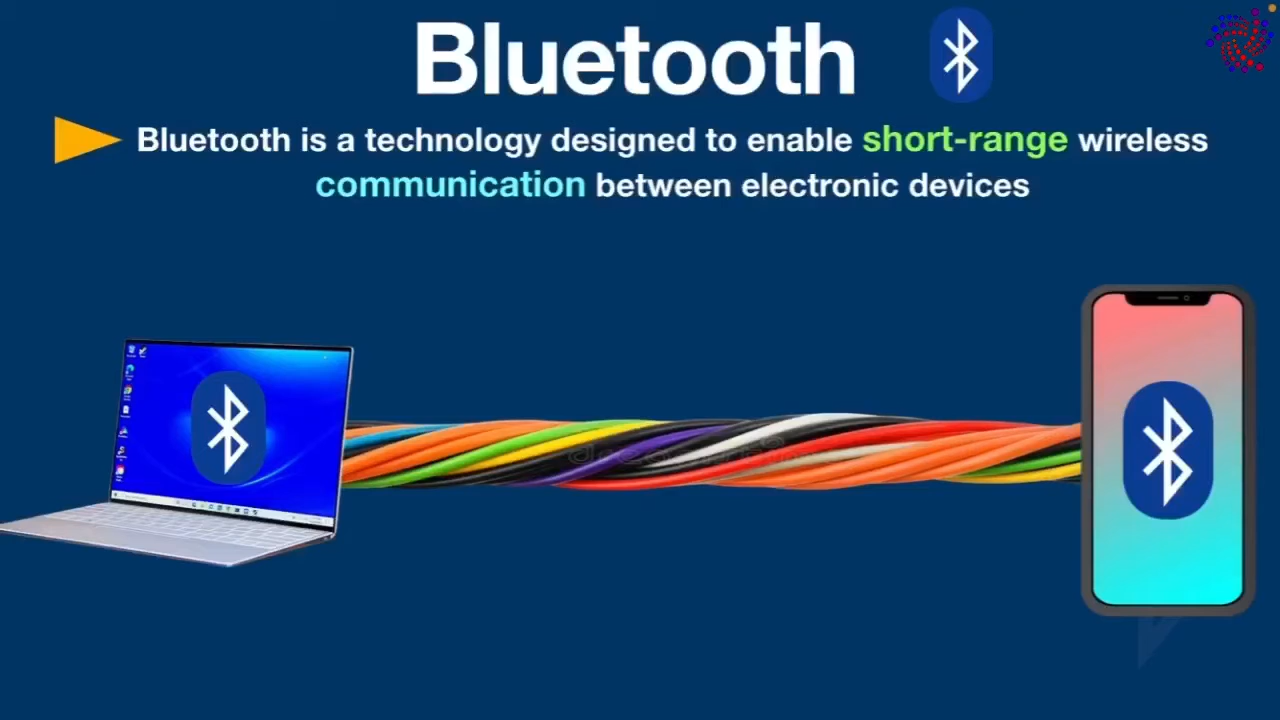 Bluetooth
Bluetooth is a technology designed to enable short-range wireless
communication between electronic devices